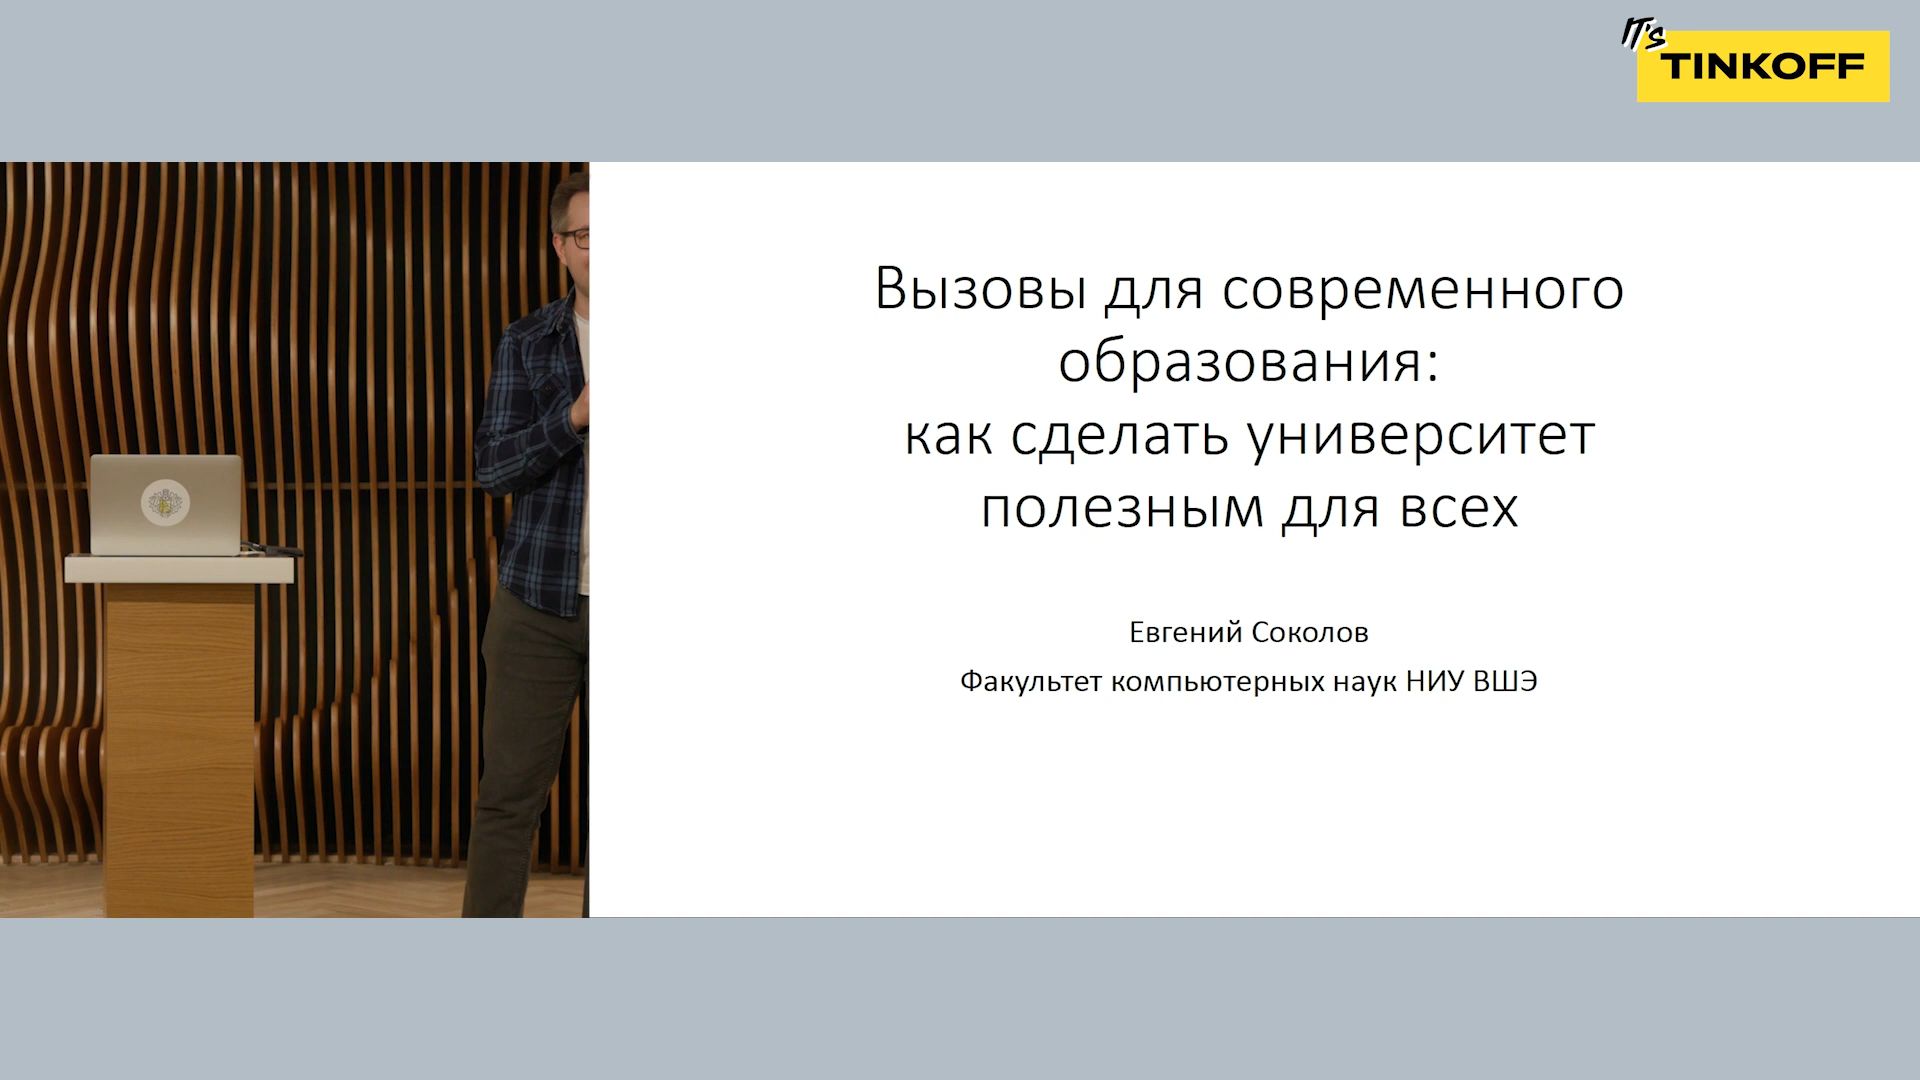 IT's
TINKOFF
Вызовы для современного
образования:
как сделать университет
полезным для всех
Евгений Соколов
Факультет компьютерных наук НИУ ВШЭ